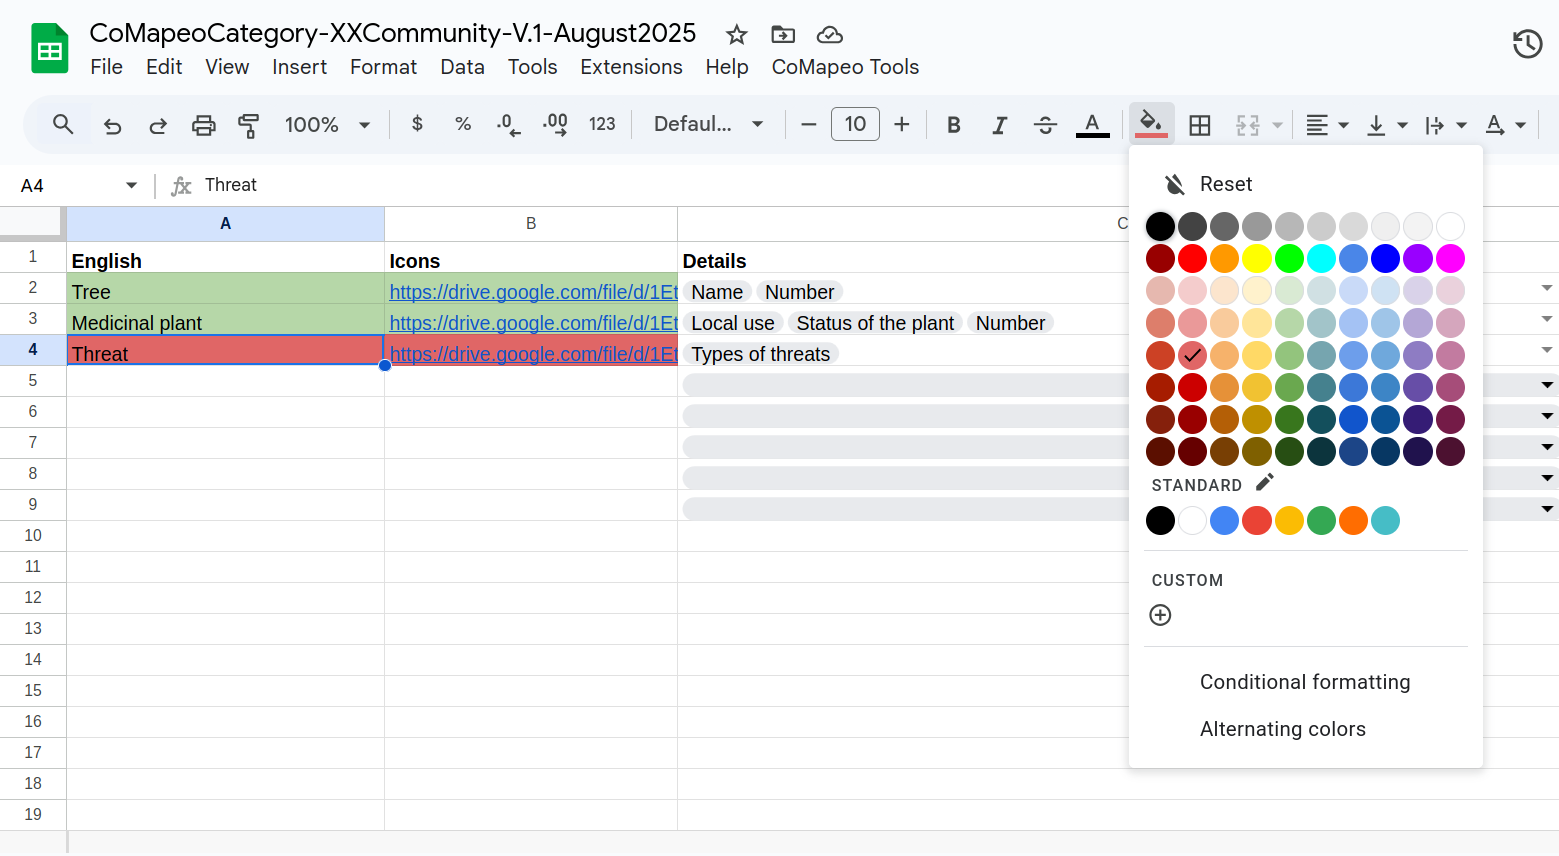 CoMapeoCategory-XXCommunity-V.1-August2025
File Edit View Insert Format Data Tools Extensions Help CoMapeo Tools
100% $ % .0 .00 123 Defaul... 10 B I S A A
A4 fx Threat
A B C
1 English Icons Details
2 Tree https://drive.google.com/file/d/1Et Name Number
3 Medicinal plant https://drive.google.com/file/d/1Et Local use Status of the plant Number
4 Threat https://drive.google.com/file/d/1Et Types of threats
5
6
7
8
9
10
11
12
13
14
15
16
17
18
19
Reset
STANDARD
CUSTOM
Conditional formatting
Alternating colors